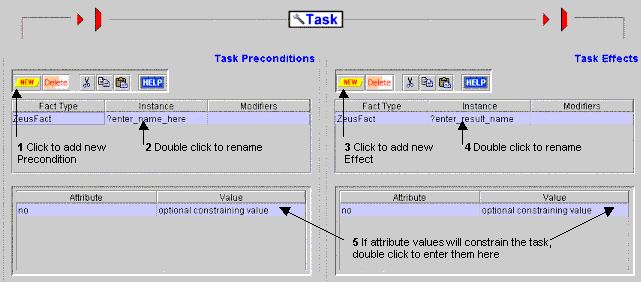 Task
Task Preconditions
Task Effects
NEW Delete HELP
NEW Delete HELP
Fact Type Instance Modifiers
ZeusFact ?enter_name_here
Fact Type Instance Modifiers
ZeusFact ?enter_result_name
1 Click to add new
Precondition
2 Double click to rename
3 Click to add new
Effect
4 Double click to rename
Attribute Value
no optional constraining value
Attribute Value
no optional constraining value
5 If attribute values will constrain the task,
double click to enter them here